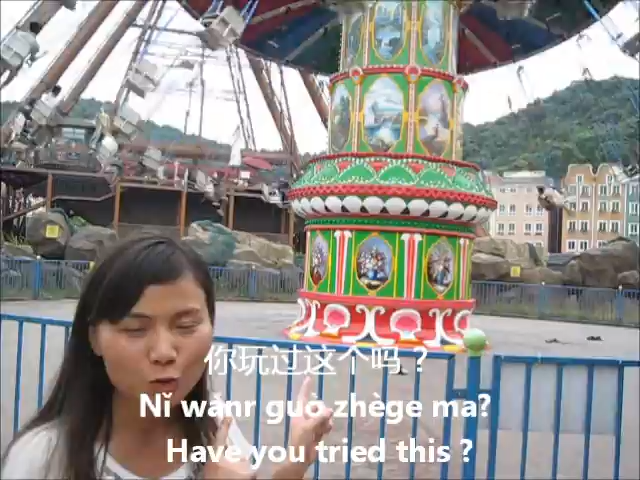 你玩过这个吗？
Nǐ wánr guò zhège ma?
Have you tried this ?